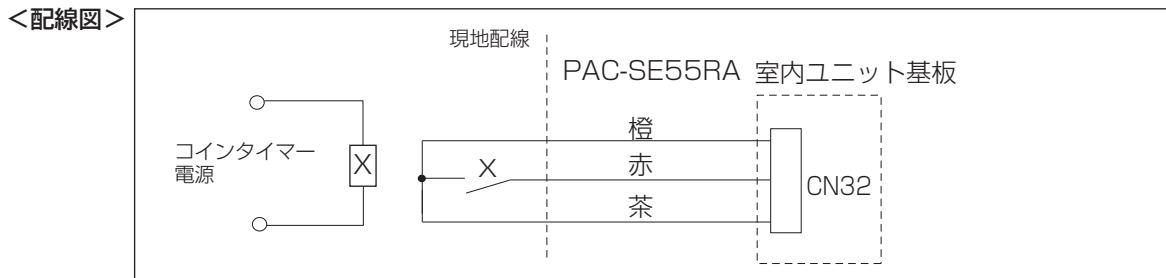 <配線図>
現地配線
PAC-SE55RA 室内ユニット基板
橙
コインタイマー
電源
X
X
赤
CN32
茶